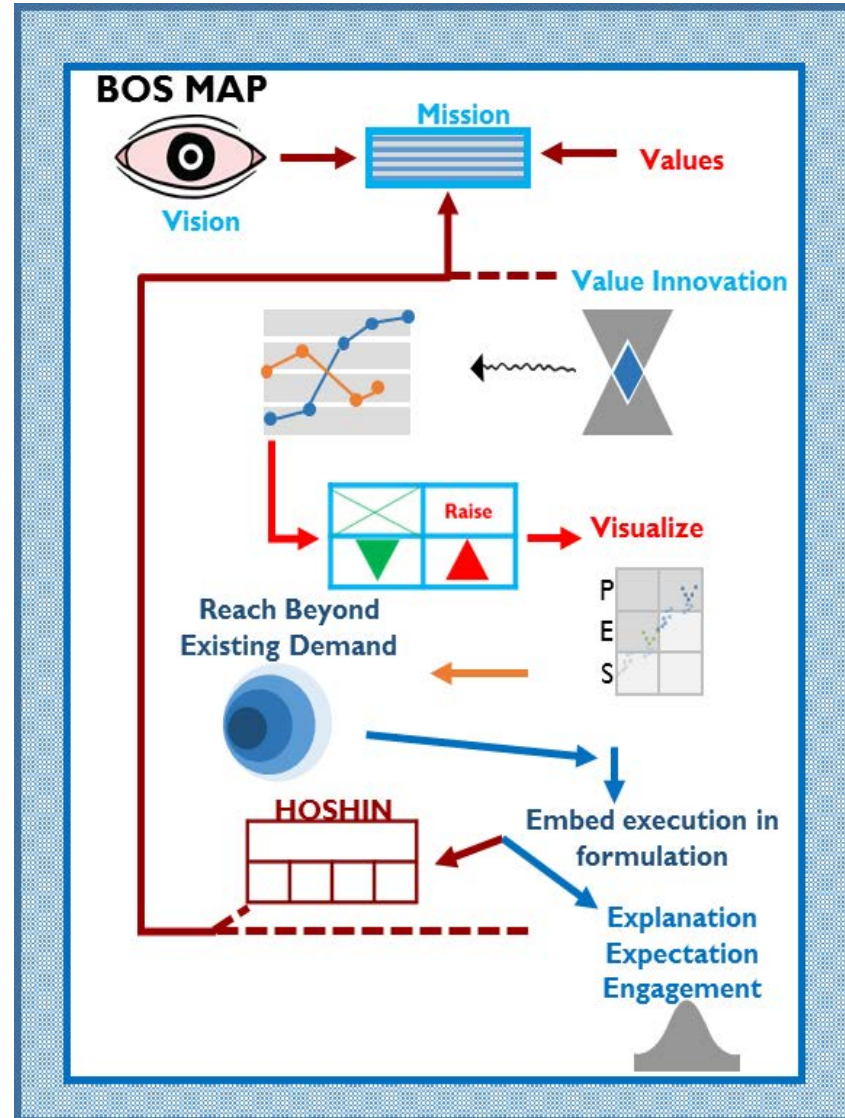 BOS MAP
Mission
Values
Vision
Value Innovation
Raise
Visualize
P
E
S
Reach Beyond
Existing Demand
HOSHIN
Embed execution in
formulation
Explanation
Expectation
Engagement